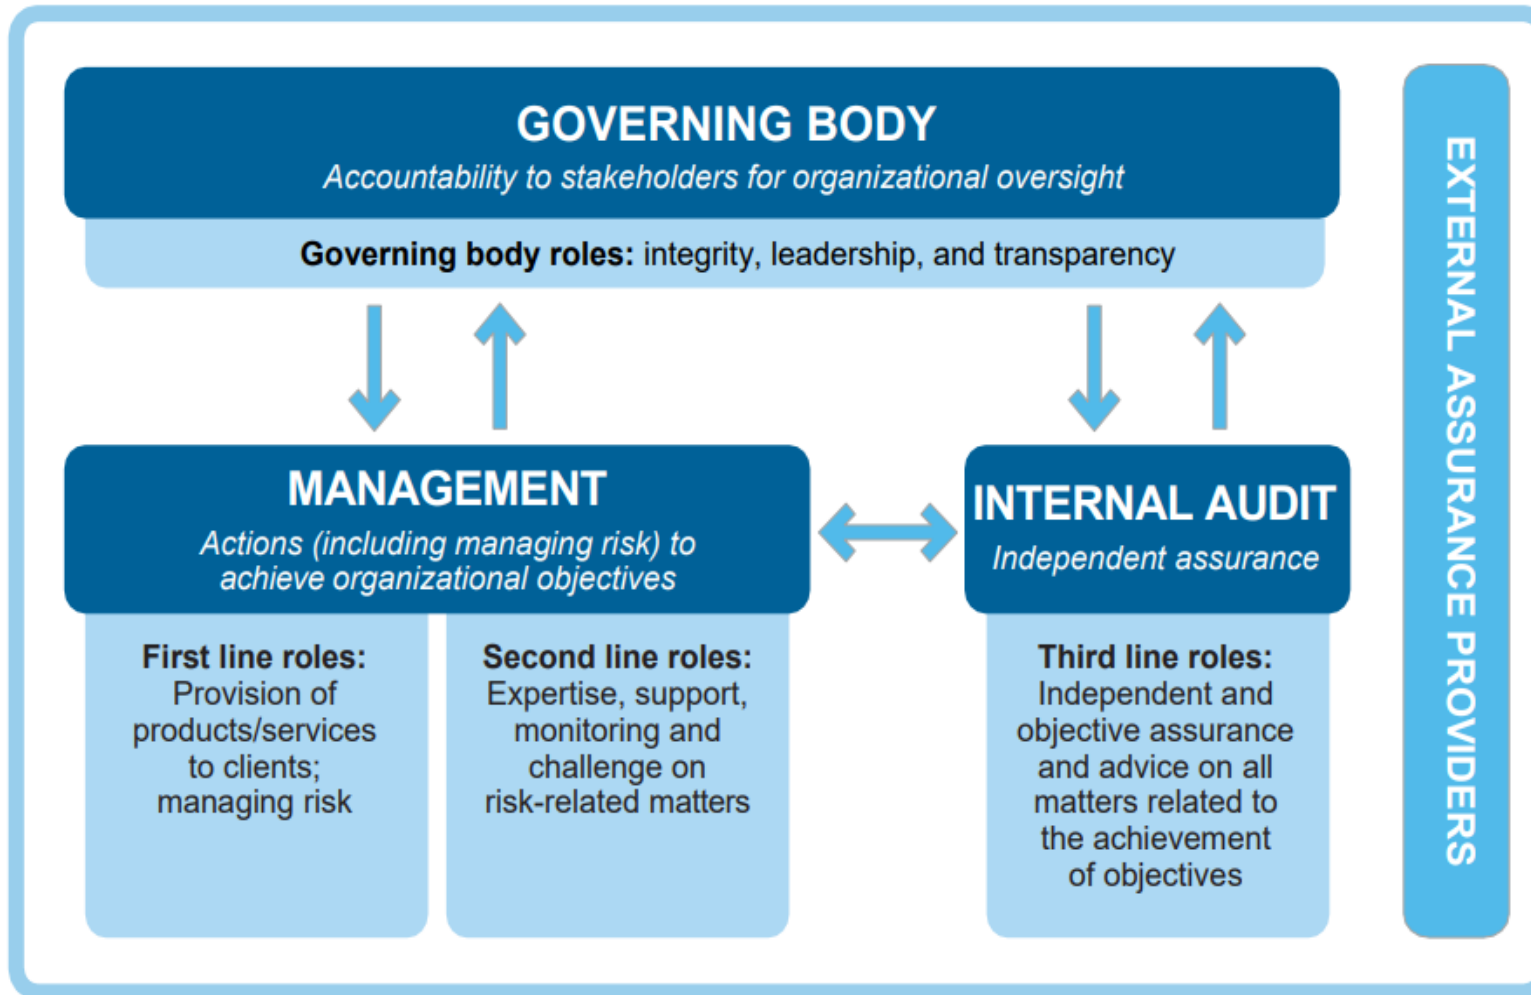 GOVERNING BODY
Accountability to stakeholders for organizational oversight
Governing body roles: integrity, leadership, and transparency
MANAGEMENT
Actions (including managing risk) to
achieve organizational objectives
First line roles:
Provision of
products/services
to clients;
managing risk
Second line roles:
Expertise, support,
monitoring and
challenge on
risk-related matters
INTERNAL AUDIT
Independent assurance
Third line roles:
Independent and
objective assurance
and advice on all
matters related to
the achievement
of objectives
EXTERNAL ASSURANCE PROVIDERS